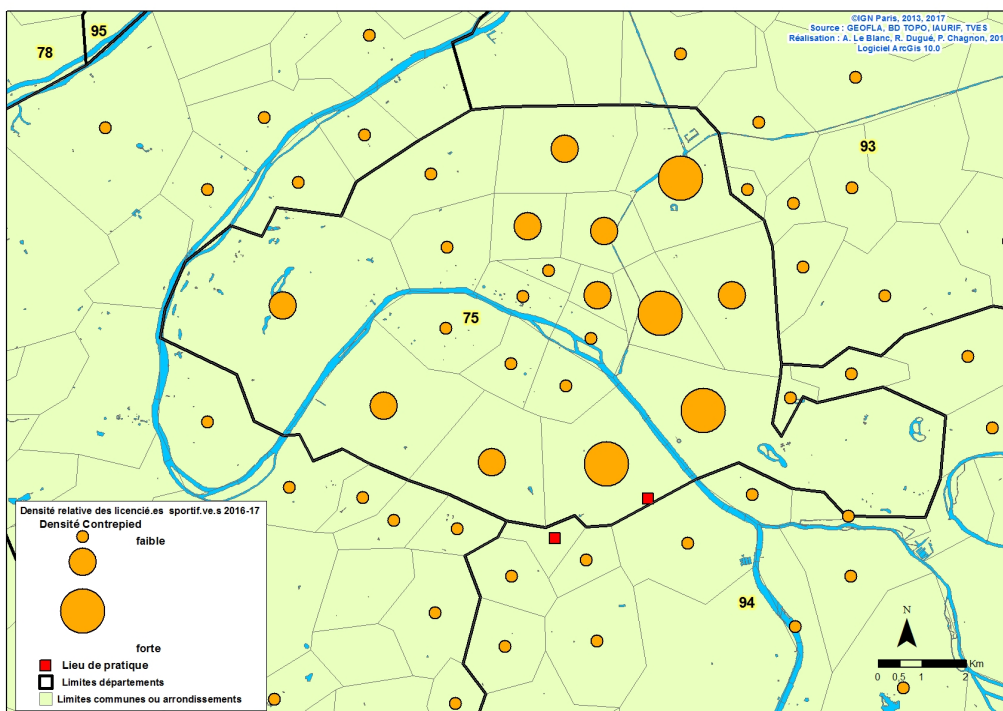 ©IGN Paris, 2013, 2017
Source : GEOFLA, BD TOPO, IAURIF, TVES
Réalisation : A. Le Blanc, R. Dugué, P. Chagnon, 201
Logiciel ArcGis 10.0
95
78
93
75
94
Densité relative des licencié.es sportif.ve.s 2016-17
Densité Contrepied
faible
forte
Lieu de pratique
Limites départements
Limites communes ou arrondissements
N
Km
0 0,5 1 2